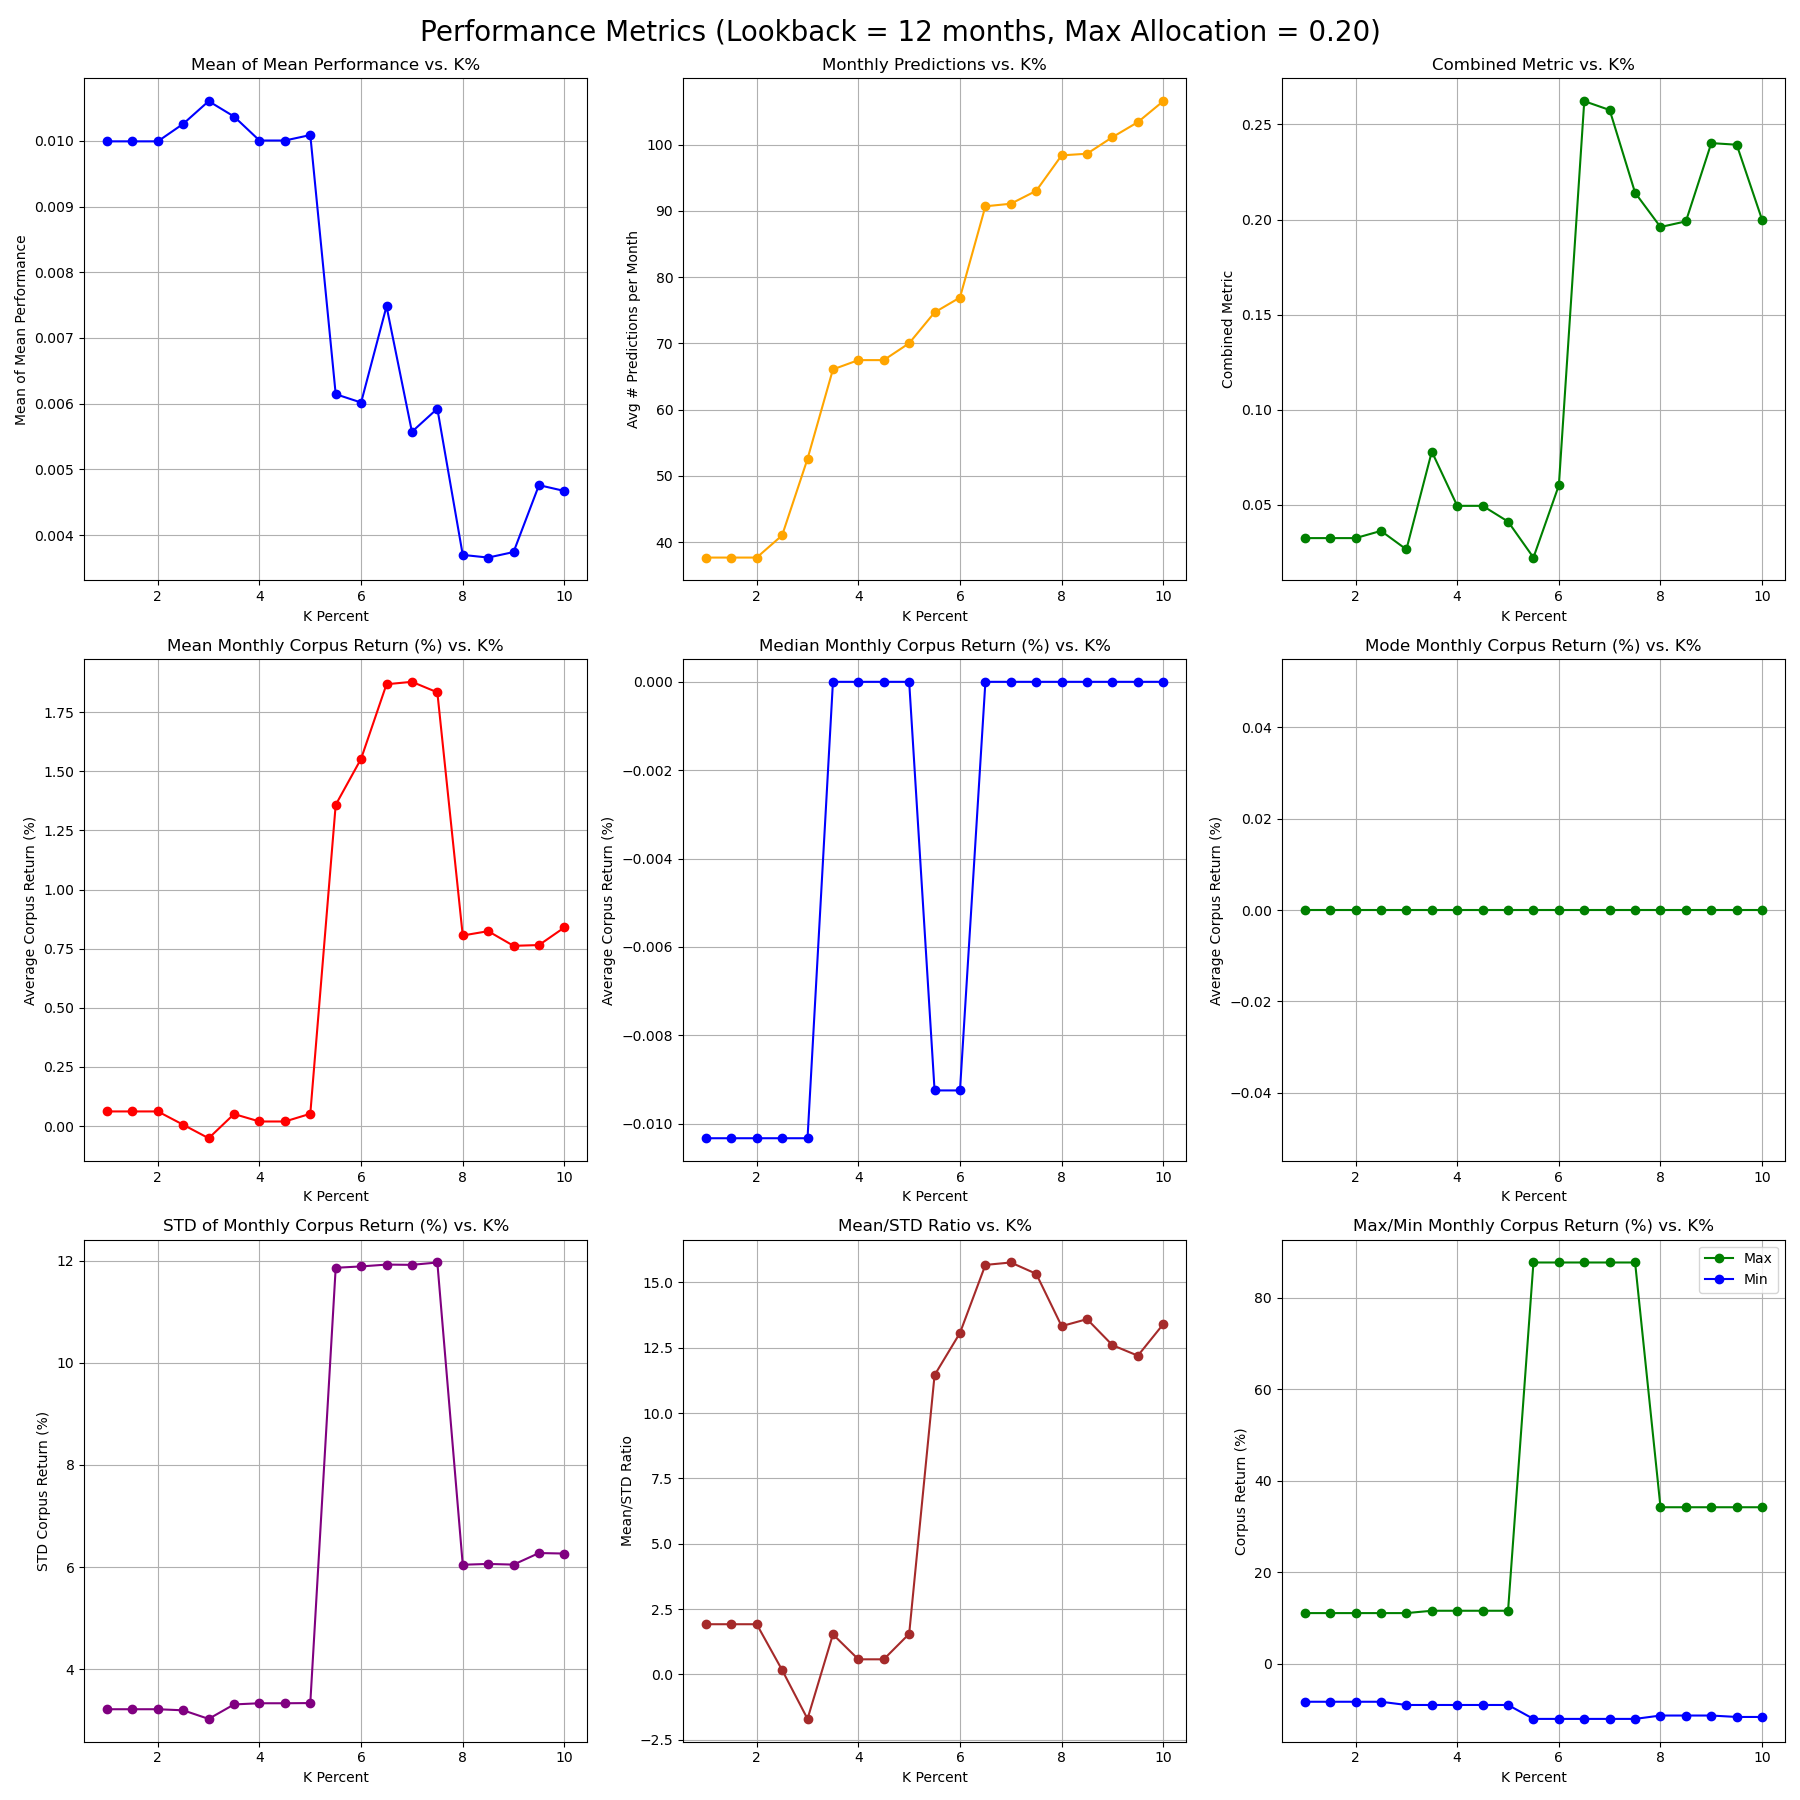 Performance Metrics (Lookback = 12 months, Max Allocation = 0.20)
Mean of Mean Performance vs. K%
Mean of Mean Performance
0.010
0.009
0.008
0.007
0.006
0.005
0.004
2 4 6 8 10
K Percent
Monthly Predictions vs. K%
Avg # Predictions per Month
100
90
80
70
60
50
40
2 4 6 8 10
K Percent
Combined Metric vs. K%
Combined Metric
0.25
0.20
0.15
0.10
0.05
2 4 6 8 10
K Percent
Mean Monthly Corpus Return (%) vs. K%
Average Corpus Return (%)
1.75
1.50
1.25
1.00
0.75
0.50
0.25
0.00
2 4 6 8 10
K Percent
Median Monthly Corpus Return (%) vs. K%
Average Corpus Return (%)
0.000
−0.002
−0.004
−0.006
−0.008
−0.010
2 4 6 8 10
K Percent
Mode Monthly Corpus Return (%) vs. K%
Average Corpus Return (%)
0.04
0.02
0.00
−0.02
−0.04
2 4 6 8 10
K Percent
STD of Monthly Corpus Return (%) vs. K%
STD Corpus Return (%)
12
10
8
6
4
2 4 6 8 10
K Percent
Mean/STD Ratio vs. K%
Mean/STD Ratio
15.0
12.5
10.0
7.5
5.0
2.5
0.0
−2.5
2 4 6 8 10
K Percent
Max/Min Monthly Corpus Return (%) vs. K%
Corpus Return (%)
Max
Min
80
60
40
20
0
2 4 6 8 10
K Percent